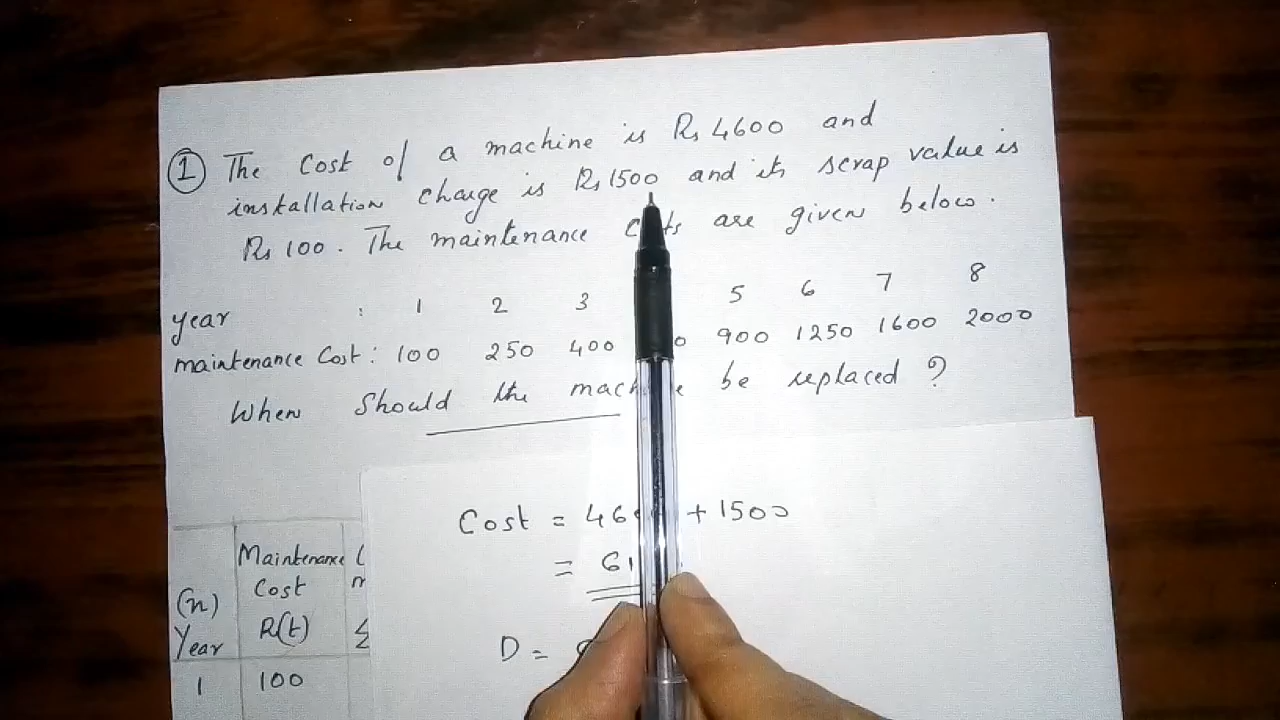 1 The Cost of a machine is Rs 4600 and
installation charge is Rs 1500 and its scrap value is
Rs 100. The maintenance are given below.
year : 1 2 3 5 6 7 8
maintenance Cost: 100 250 400 900 1250 1600 2000
When Should the be replaced?
Cost = + 1500
=
D =
(n)
Year
Maintenance
Cost
R(t)
Σ
1 100